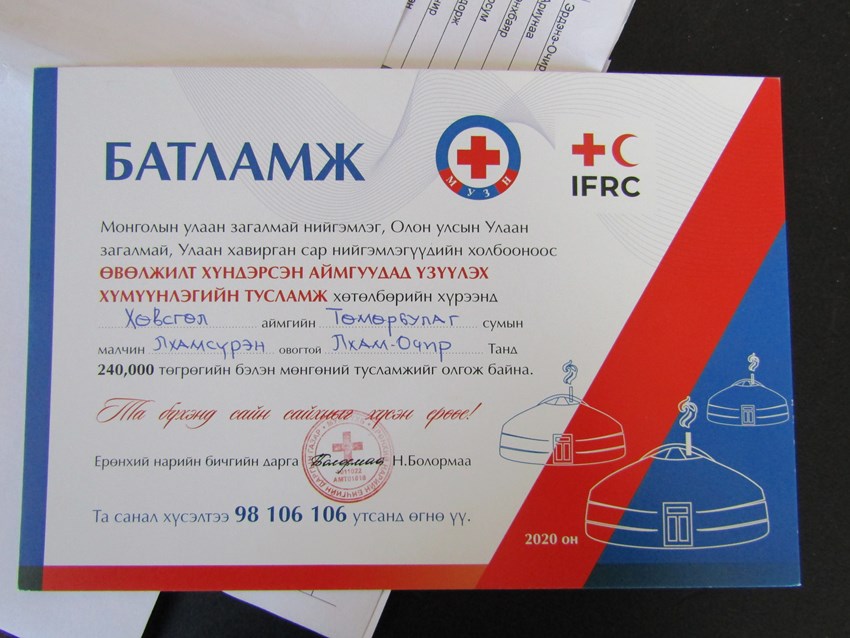 БАТЛАМЖ
МУЗН
IFRC
Монголын улаан загалмай нийгэмлэг, Олон улсын Улаан
загалмай, Улаан хавирган сар нийгэмлэгүүдийн холбооноос
ӨВӨЛЖИЛТ ХҮНДЭРСЭН АЙМГУУДАД ҮЗҮҮЛЭХ
ХҮМҮҮНЛЭГИЙН ТУСЛАМЖ хөтөлбөрийн хүрээнд
Хөвсгөл аймгийн Төмөрбулаг сумын
малчин Лхамсүрэн овогтой Лхам-Очир Танд
240,000 төгрөгийн бэлэн мөнгөний тусламжийг олгож байна.
Та бүхэнд сайн сайхныг хүсэн ерөөе!
Ерөнхий нарийн бичгийн дарга Болормаа Н.Болормаа
Та санал хүсэлтээ 98 106 106 утсанд өгнө үү.
2020 он